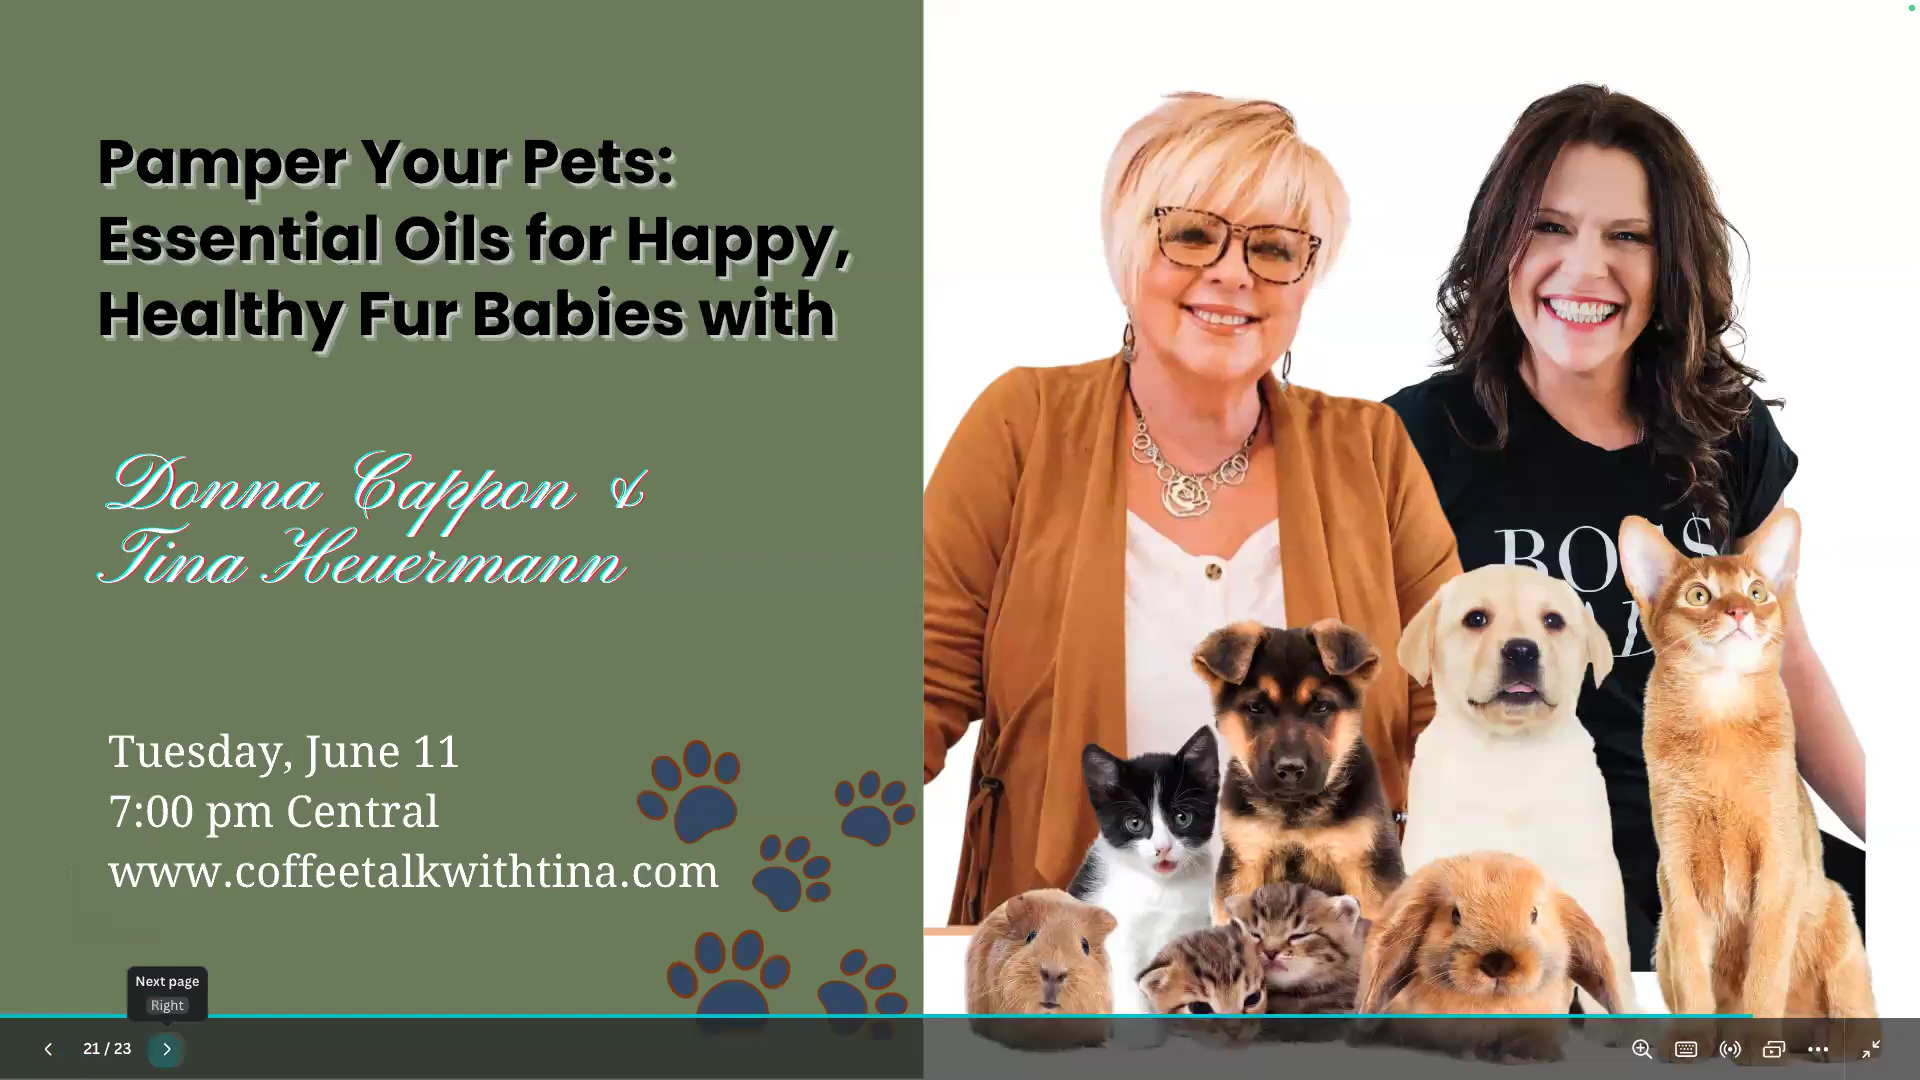 Pamper Your Pets:
Essential Oils for Happy,
Healthy Fur Babies with
Donna Cappon &
Tina Heuermann
Tuesday, June 11
7:00 pm Central
www.coffeetalkwithtina.com
BO
S
Next page
Right
21 / 23